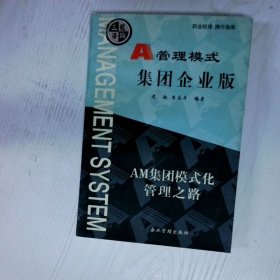 职业经理 操作指南
A管理模式
集团企业版
编著
MANAGEMENT SYSTEM
AM集团模式化
管理之路
企业管理出版社